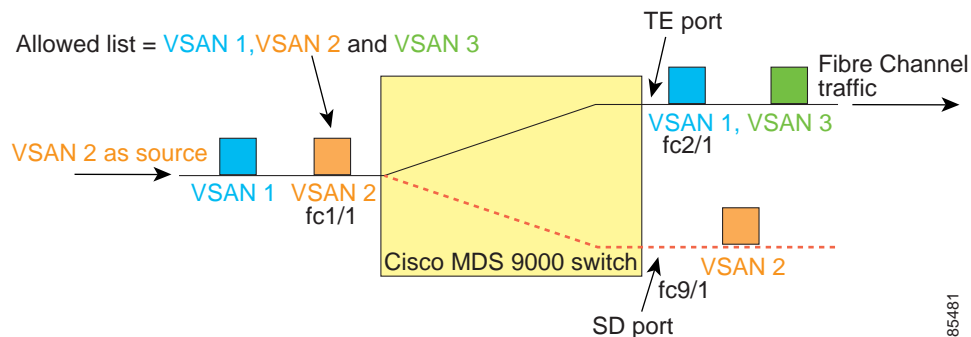 TE port
Allowed list = VSAN 1,VSAN 2 and VSAN 3
Fibre Channel
traffic
VSAN 1, VSAN 3
fc2/1
VSAN 2 as source
VSAN 1
VSAN 2
fc1/1
Cisco MDS 9000 switch
VSAN 2
fc9/1
SD port
85481